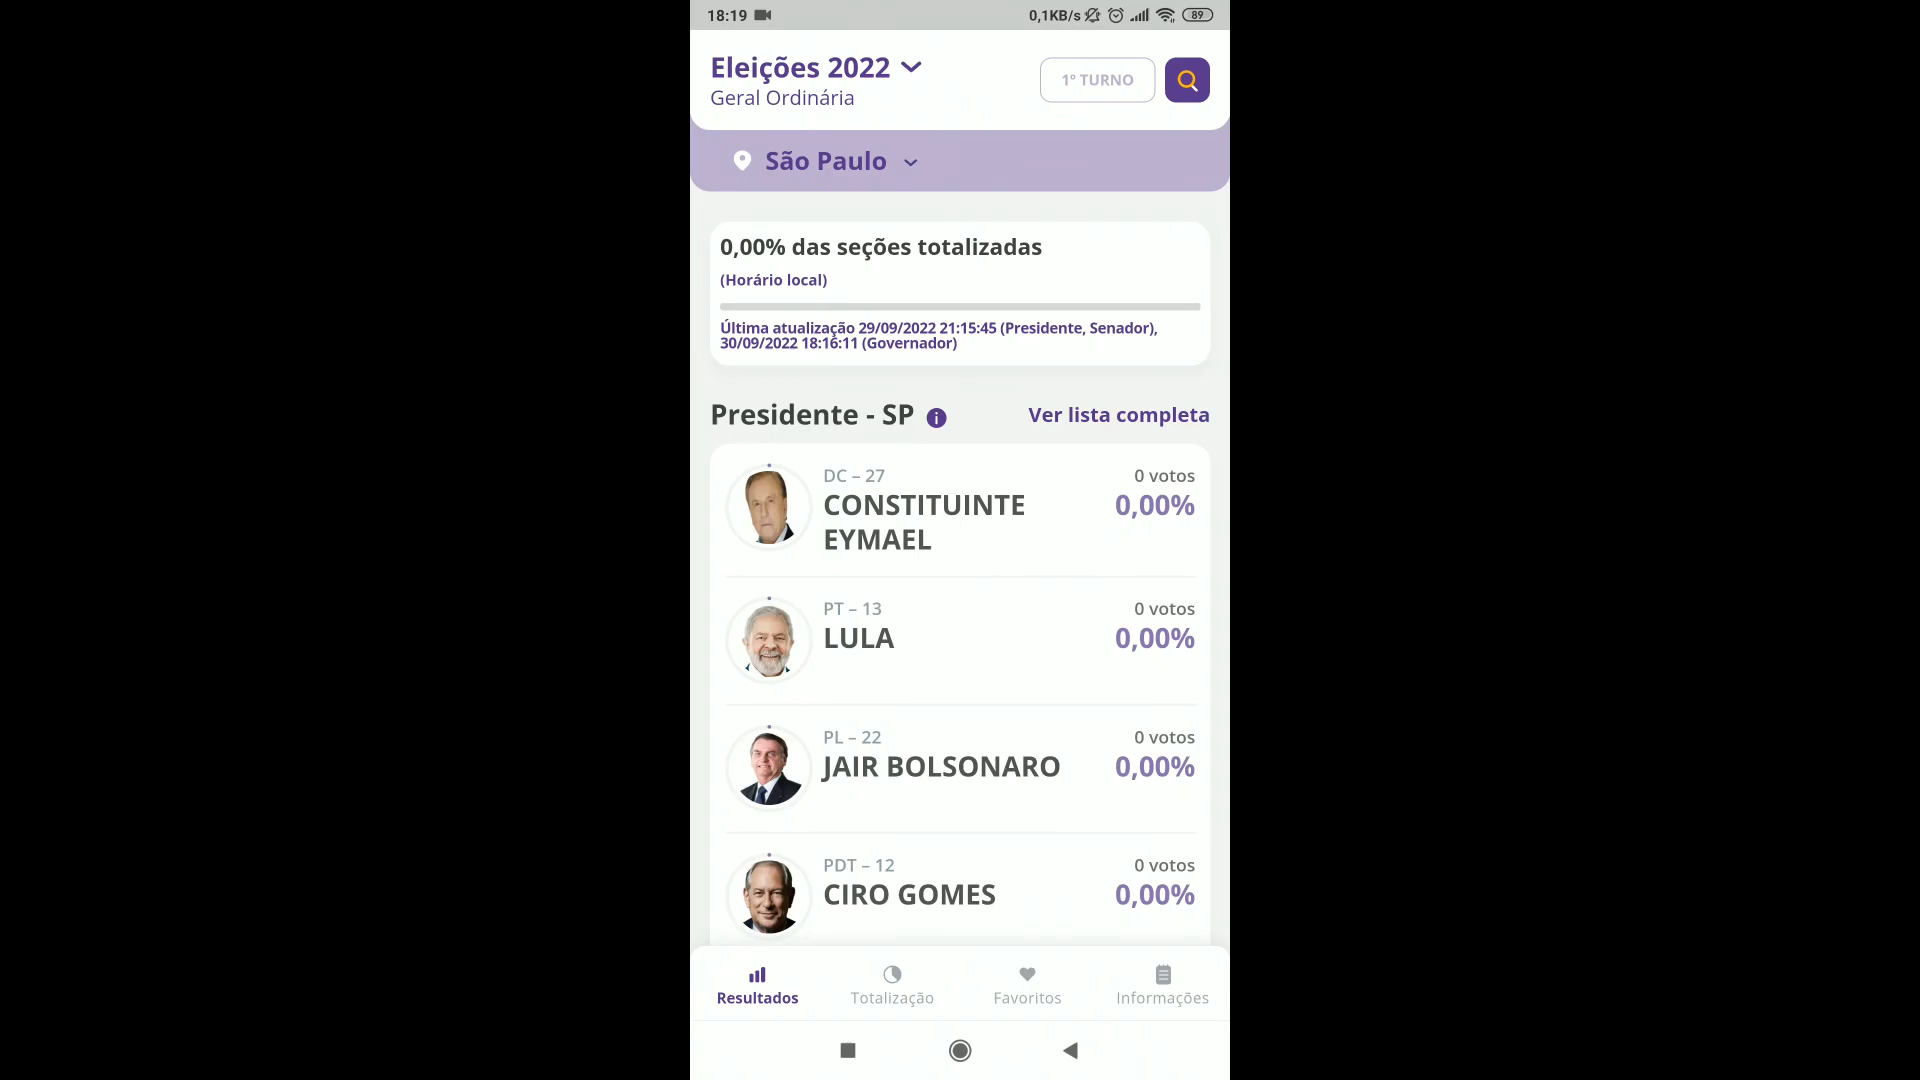 18:19
0,1KB/s
89
Eleições 2022
Geral Ordinária
1º TURNO
São Paulo
0,00% das seções totalizadas
(Horário local)
Última atualização 29/09/2022 21:15:45 (Presidente, Senador),
30/09/2022 18:16:11 (Governador)
Presidente - SP
Ver lista completa
DC – 27
0 votos
CONSTITUINTE
EYMAEL
0,00%
PT – 13
0 votos
LULA
0,00%
PL – 22
0 votos
JAIR BOLSONARO
0,00%
PDT – 12
0 votos
CIRO GOMES
0,00%
Resultados
Totalização
Favoritos
Informações